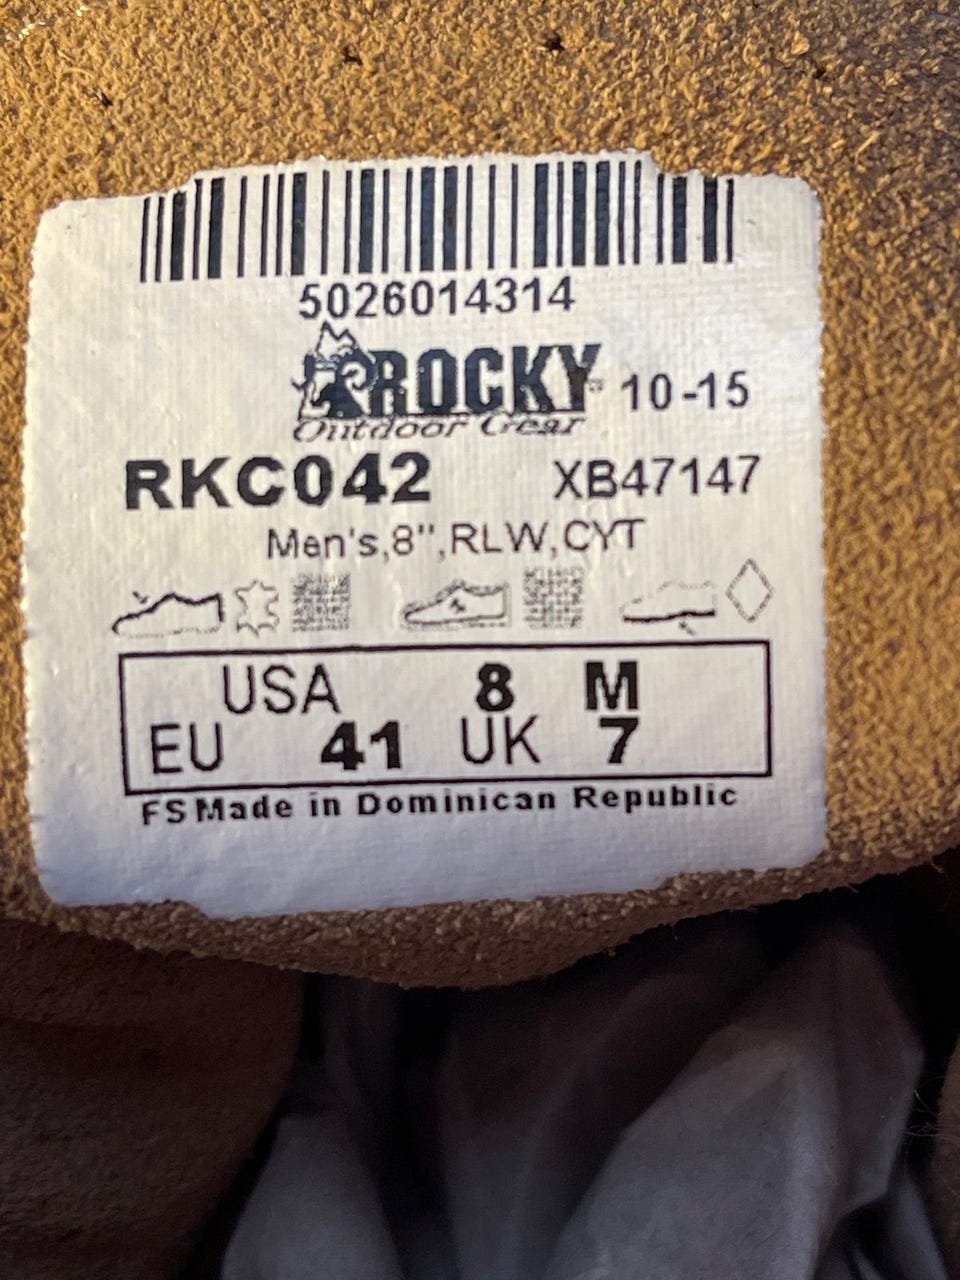 5026014314
ROCKY 10-15
Outdoor Gear
RKC042 XB47147
Men's,8",RLW,CYT
USA 8 M
EU 41 UK 7
FS Made in Dominican Republic